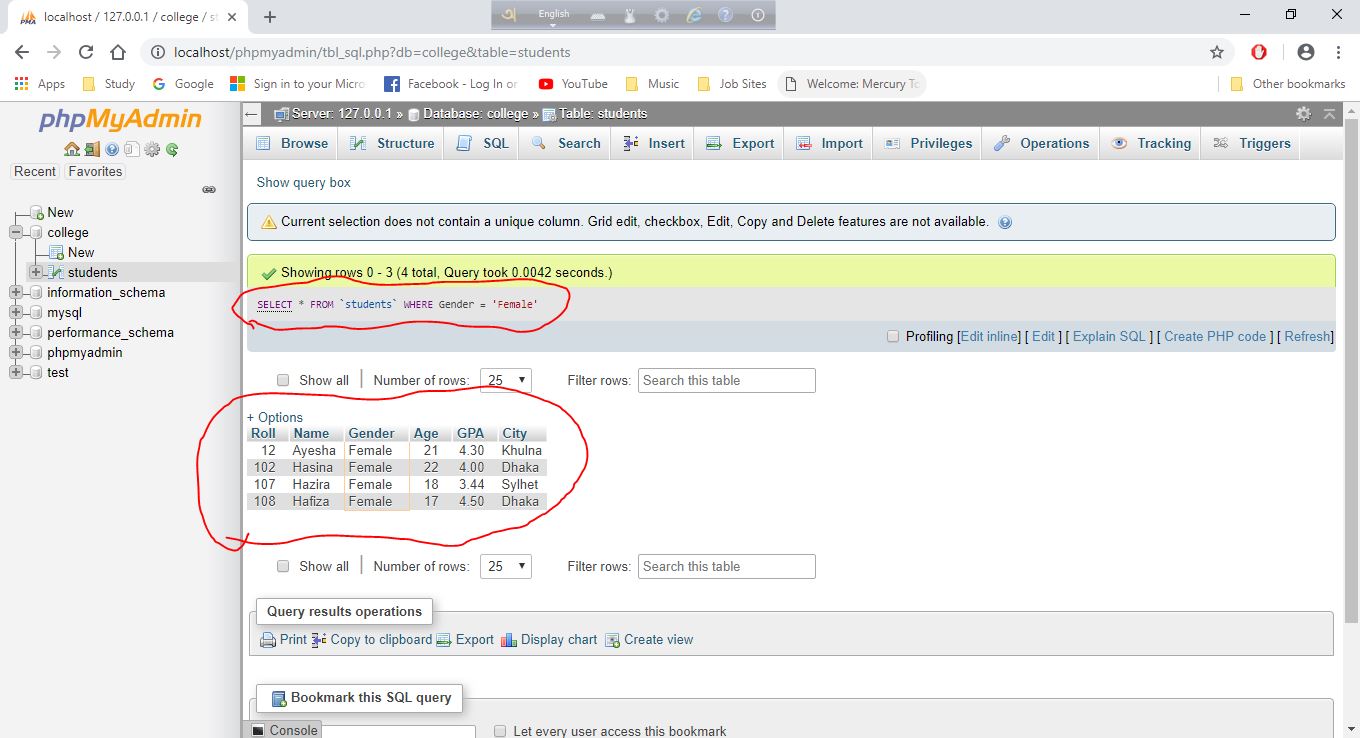 localhost / 127.0.0.1 / college / st
English
localhost/phpmyadmin/tbl_sql.php?db=college&table=students
Apps Study Google Sign in to your Micro Facebook - Log In or YouTube Music Job Sites Welcome: Mercury To Other bookmarks
phpMyAdmin
Recent Favorites
New
college
New
students
information_schema
mysql
performance_schema
phpmyadmin
test
Server: 127.0.0.1 » Database: college » Table: students
Browse Structure SQL Search Insert Export Import Privileges Operations Tracking Triggers
Show query box
Current selection does not contain a unique column. Grid edit, checkbox, Edit, Copy and Delete features are not available.
Showing rows 0 - 3 (4 total, Query took 0.0042 seconds.)
SELECT * FROM `students` WHERE Gender = 'Female'
Profiling [Edit inline] [ Edit ] [ Explain SQL ] [ Create PHP code ] [ Refresh]
Show all | Number of rows: 25 Filter rows: Search this table
+ Options
Roll Name Gender Age GPA City
12 Ayesha Female 21 4.30 Khulna
102 Hasina Female 22 4.00 Dhaka
107 Hazira Female 18 3.44 Sylhet
108 Hafiza Female 17 4.50 Dhaka
Show all | Number of rows: 25 Filter rows: Search this table
Query results operations
Print Copy to clipboard Export Display chart Create view
Bookmark this SQL query
Console
Let every user access this bookmark